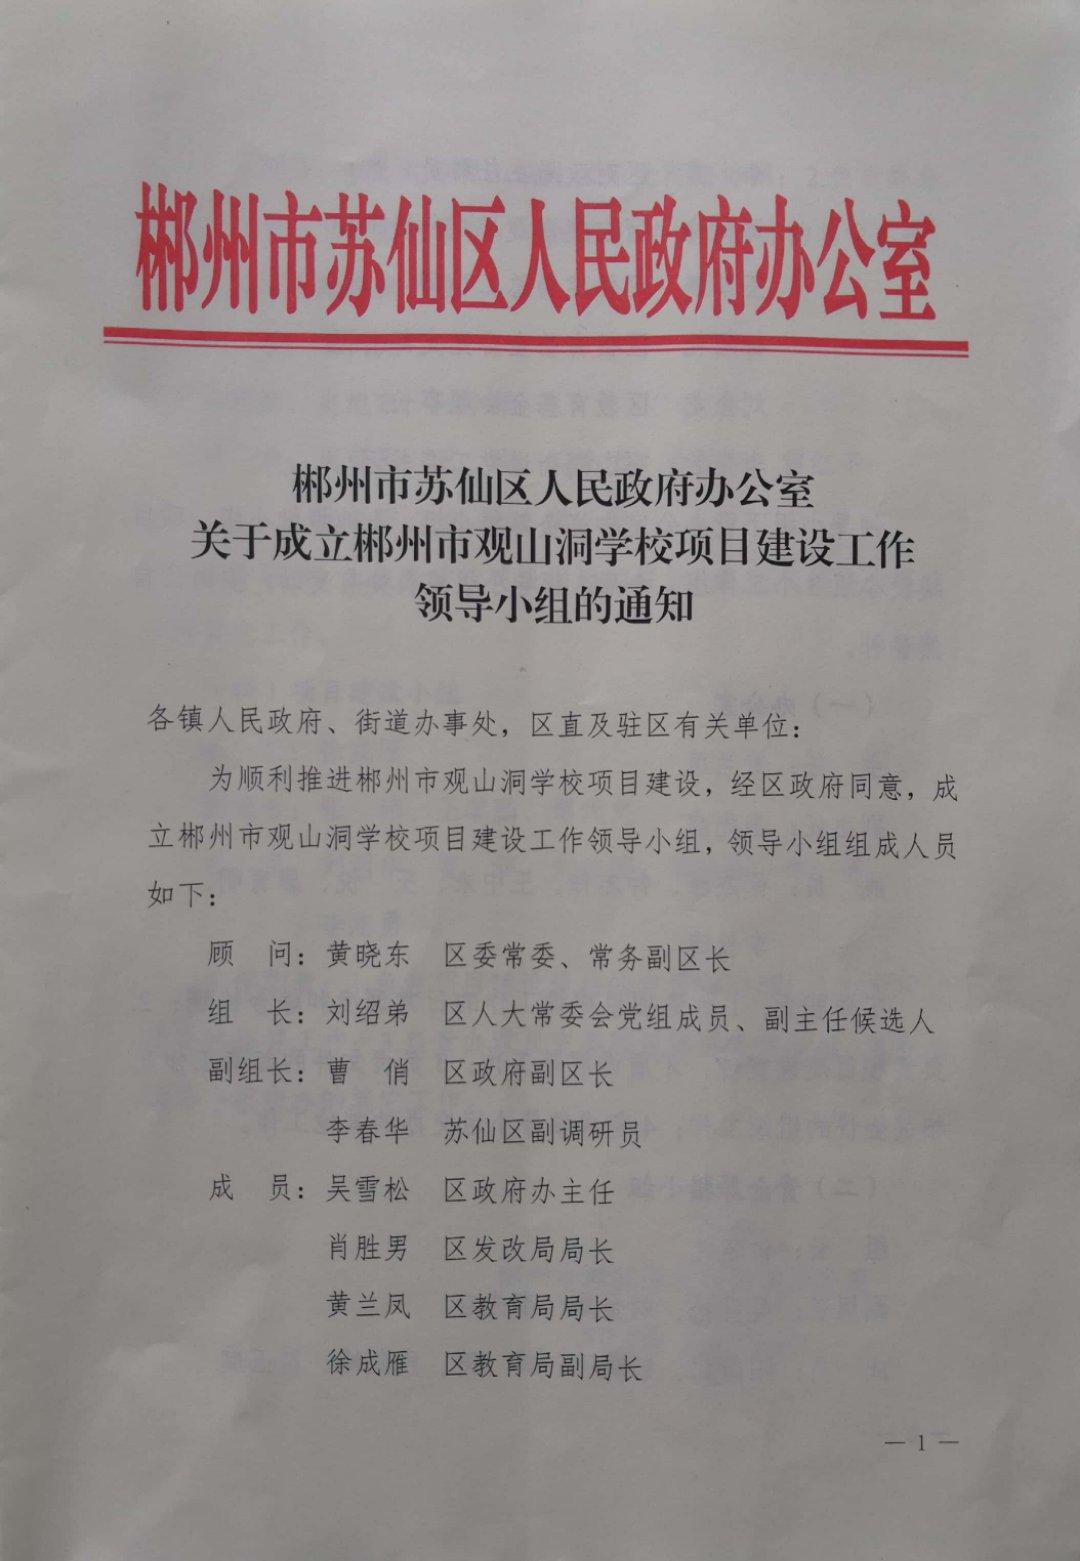 郴州市苏仙区人民政府办公室
郴州市苏仙区人民政府办公室
关于成立郴州市观山洞学校项目建设工作
领导小组的通知
各镇人民政府、街道办事处，区直及驻区有关单位：
为顺利推进郴州市观山洞学校项目建设，经区政府同意，成
立郴州市观山洞学校项目建设工作领导小组，领导小组组成人员
如下：
顾　问：黄晓东　区委常委、常务副区长
组　长：刘绍弟　区人大常委会党组成员、副主任候选人
副组长：曹　俏　区政府副区长
李春华　苏仙区副调研员
成　员：吴雪松　区政府办主任
肖胜男　区发改局局长
黄兰凤　区教育局局长
徐成雁　区教育局副局长
— 1 —